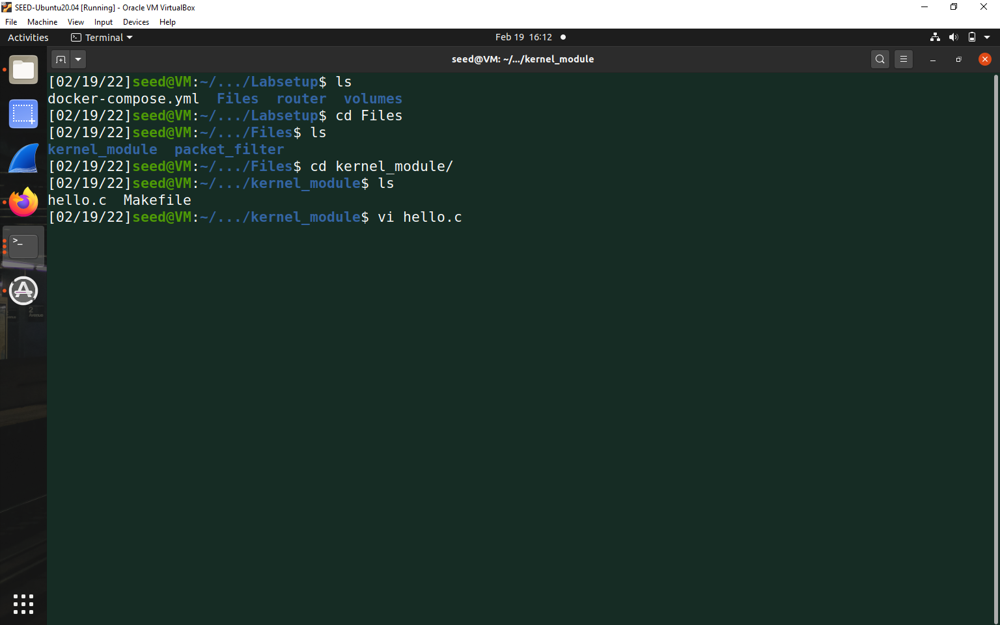 SEED-Ubuntu20.04 [Running] - Oracle VM VirtualBox
File Machine View Input Devices Help
Activities Terminal Feb 19 16:12
seed@VM: ~/.../kernel_module
[02/19/22]seed@VM:~/.../Labsetup$ ls
docker-compose.yml Files router volumes
[02/19/22]seed@VM:~/.../Labsetup$ cd Files
[02/19/22]seed@VM:~/.../Files$ ls
kernel_module packet_filter
[02/19/22]seed@VM:~/.../Files$ cd kernel_module/
[02/19/22]seed@VM:~/.../kernel_module$ ls
hello.c Makefile
[02/19/22]seed@VM:~/.../kernel_module$ vi hello.c